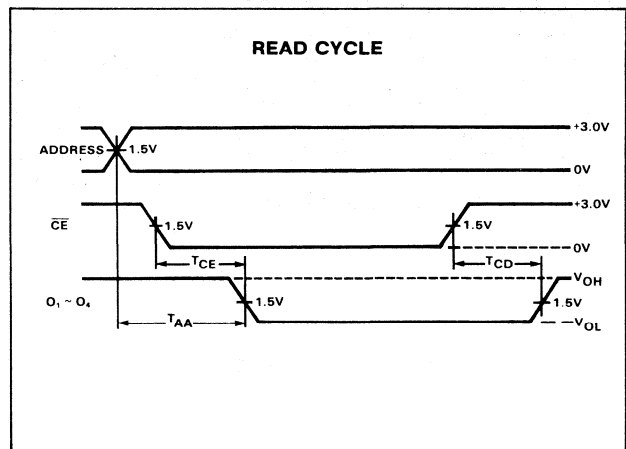 READ CYCLE
+3.0V
ADDRESS
1.5V
0V
+3.0V
CE
1.5V
1.5V
0V
TCE
TCD
VOH
O1 ~ O4
1.5V
1.5V
TAA
VOL